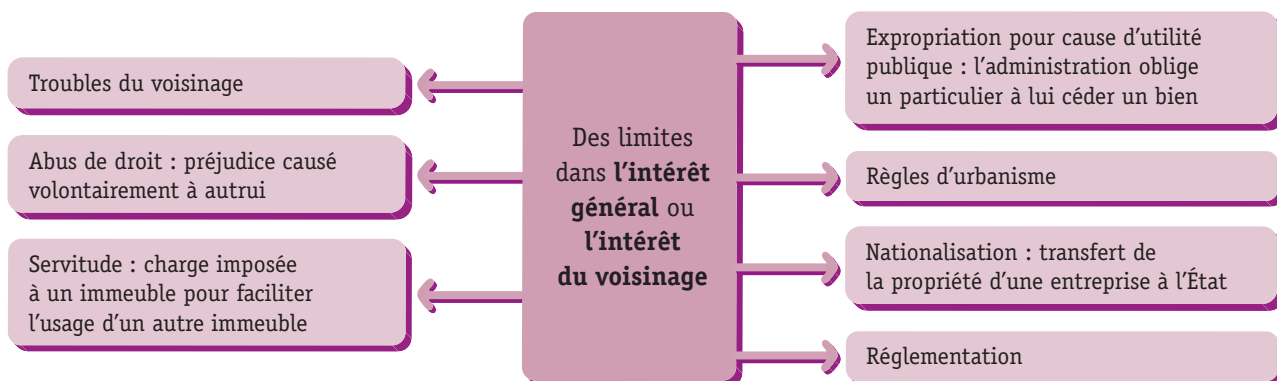 Troubles du voisinage
Abus de droit : préjudice causé
volontairement à autrui
Servitude : charge imposée
à un immeuble pour faciliter
l'usage d'un autre immeuble
Des limites
dans l'intérêt
général ou
l'intérêt
du voisinage
Expropriation pour cause d'utilité
publique : l'administration oblige
un particulier à lui céder un bien
Règles d'urbanisme
Nationalisation : transfert de
la propriété d'une entreprise à l'État
Réglementation